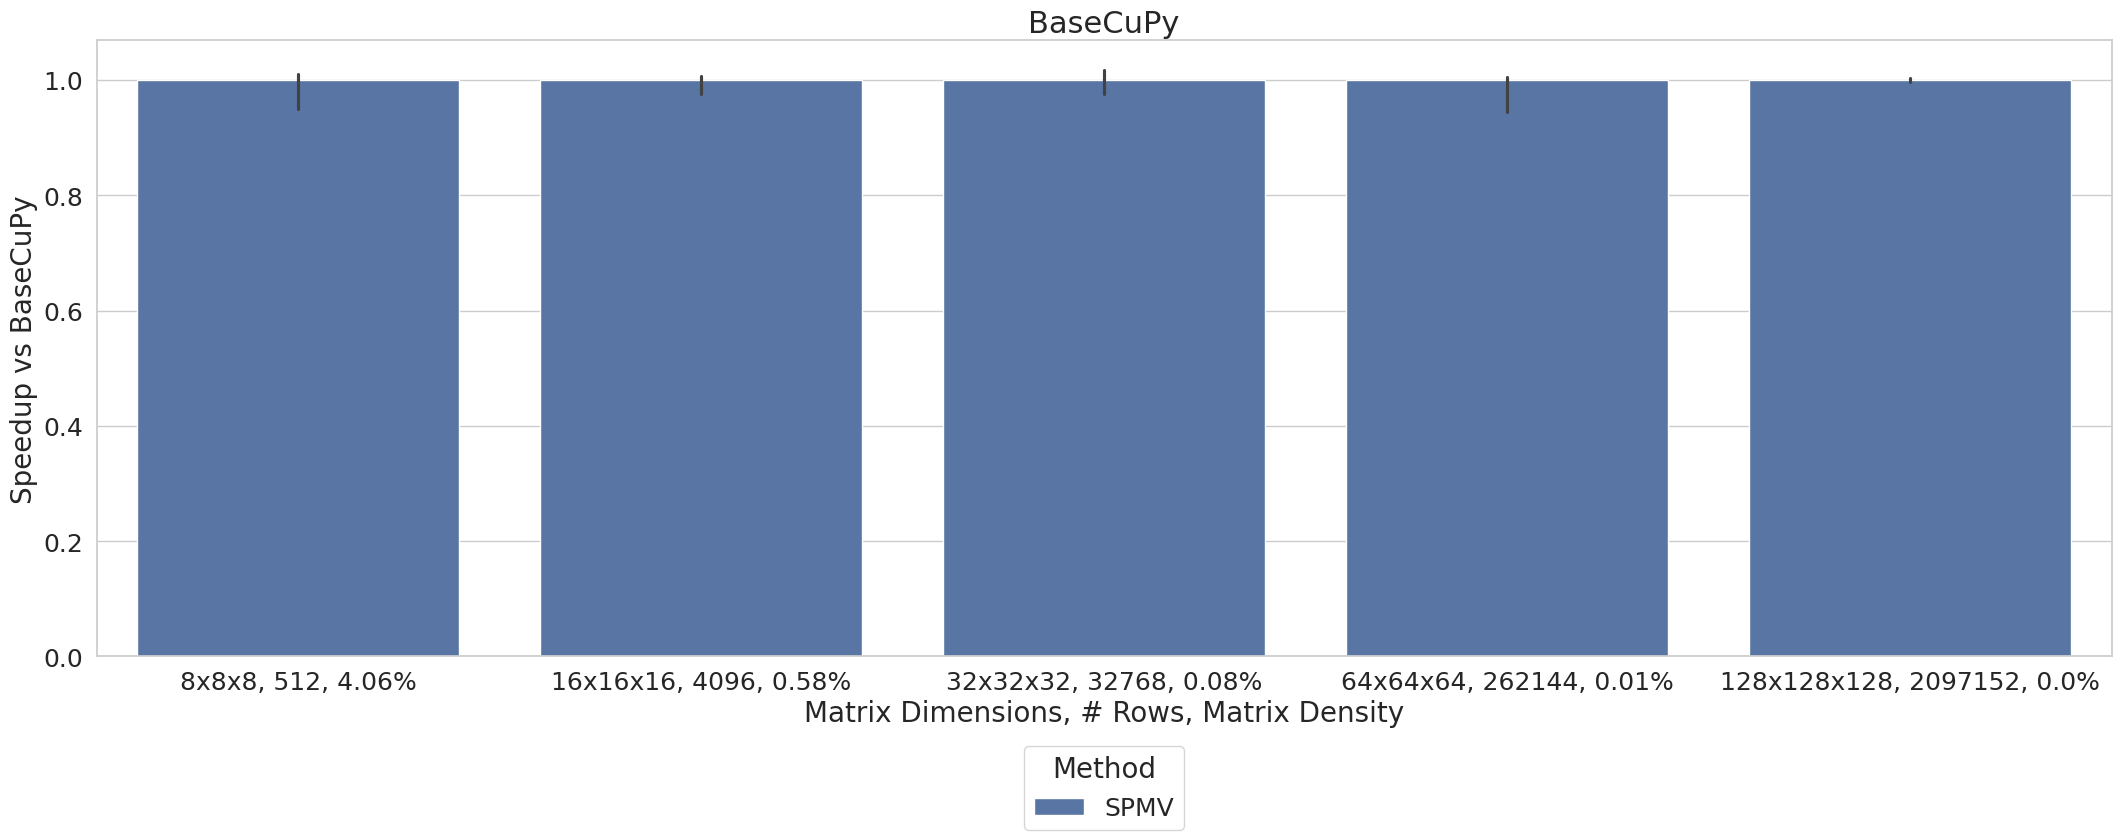 BaseCuPy
Speedup vs BaseCuPy
1.0
0.8
0.6
0.4
0.2
0.0
8x8x8, 512, 4.06%
16x16x16, 4096, 0.58%
32x32x32, 32768, 0.08%
64x64x64, 262144, 0.01%
128x128x128, 2097152, 0.0%
Matrix Dimensions, # Rows, Matrix Density
Method
SPMV